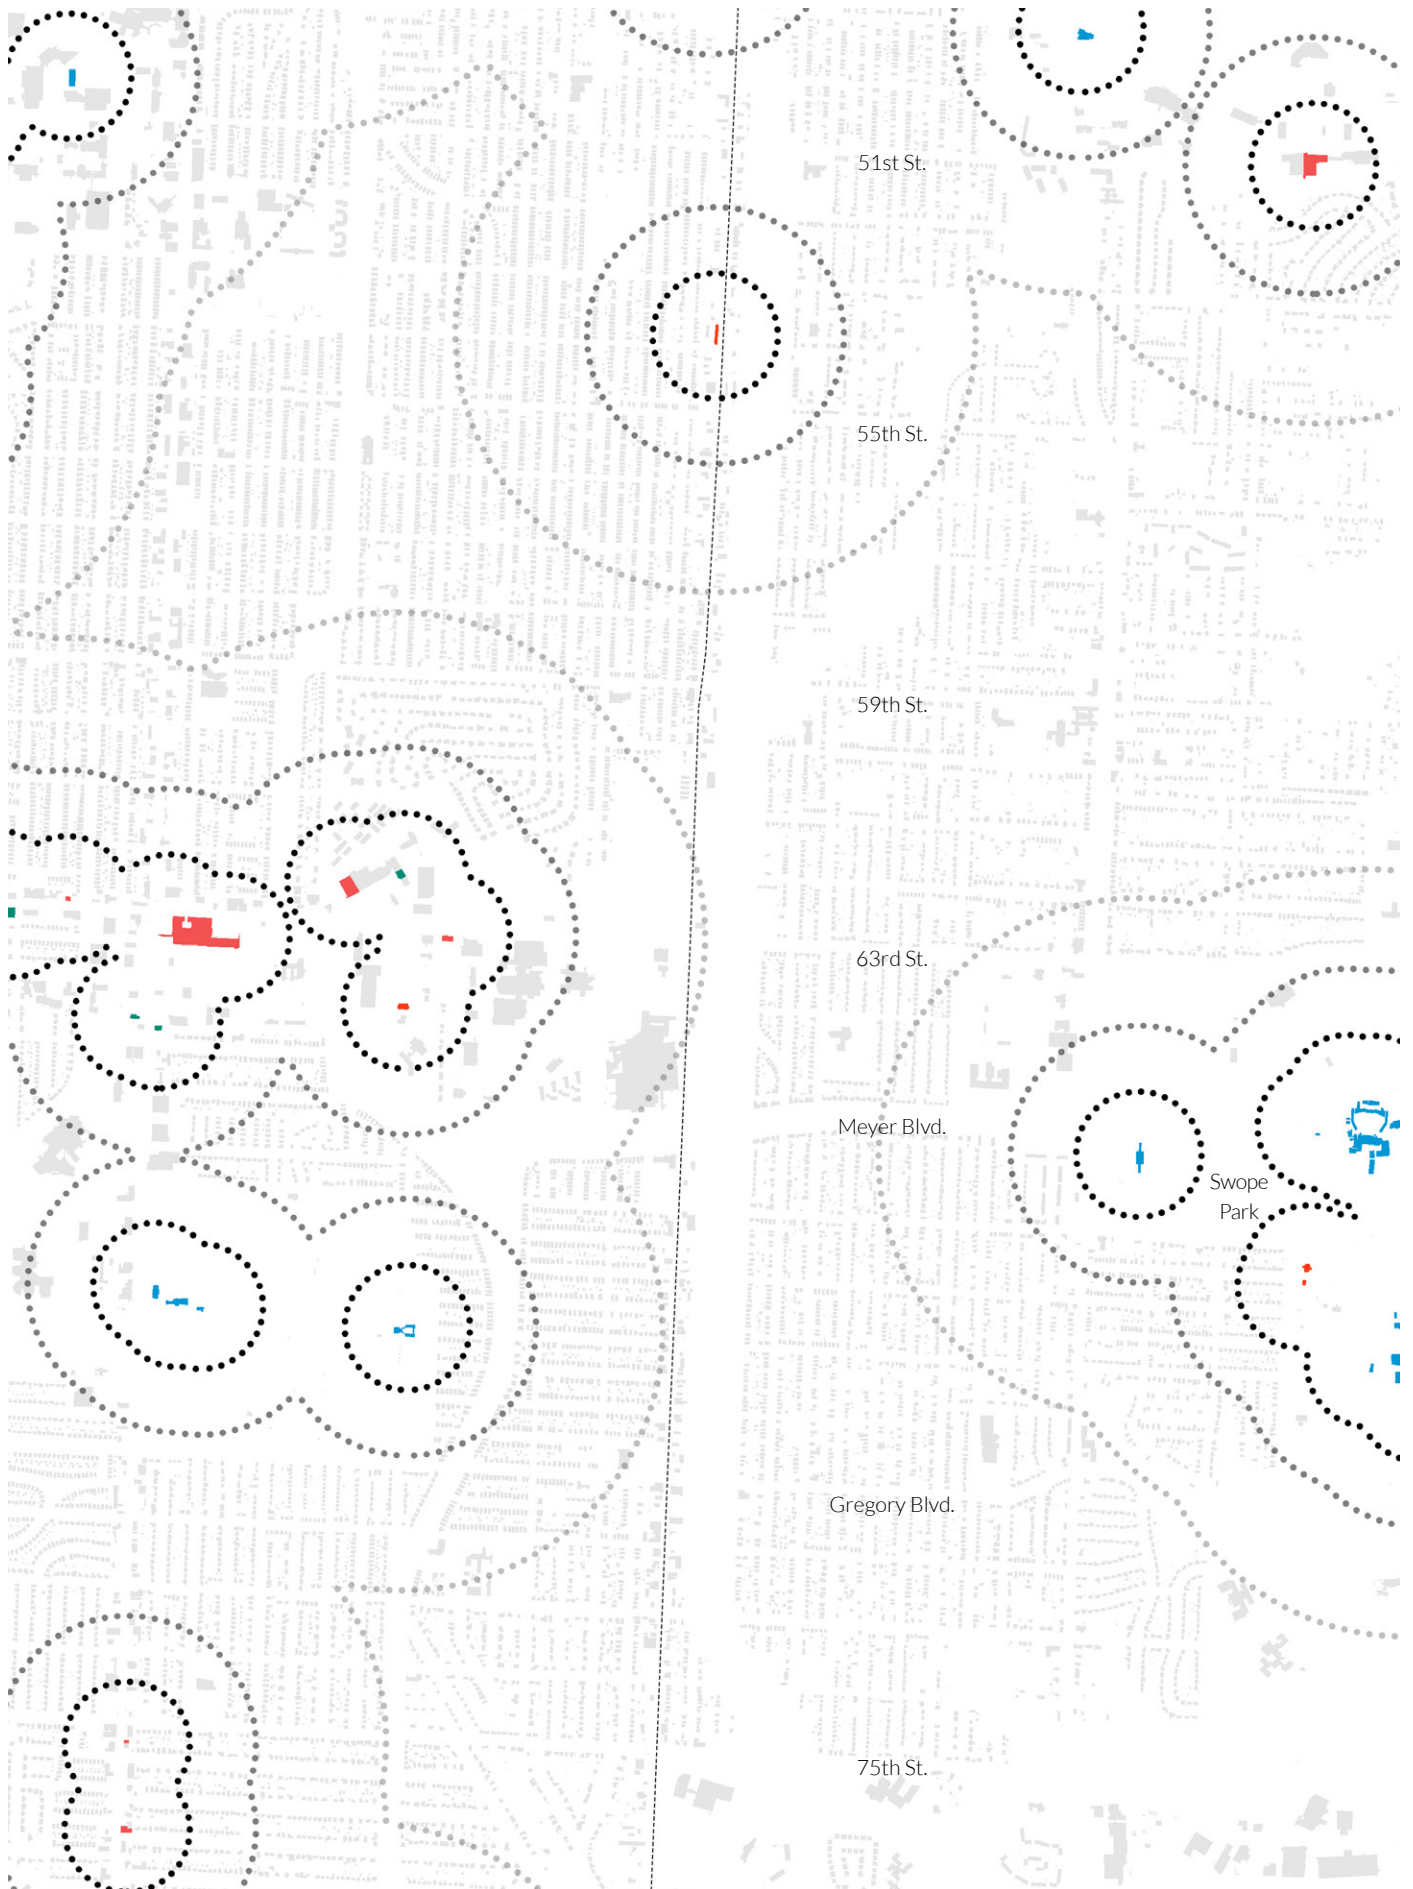 51st St.
55th St.
59th St.
63rd St.
Meyer Blvd.
Swope
Park
Gregory Blvd.
75th St.